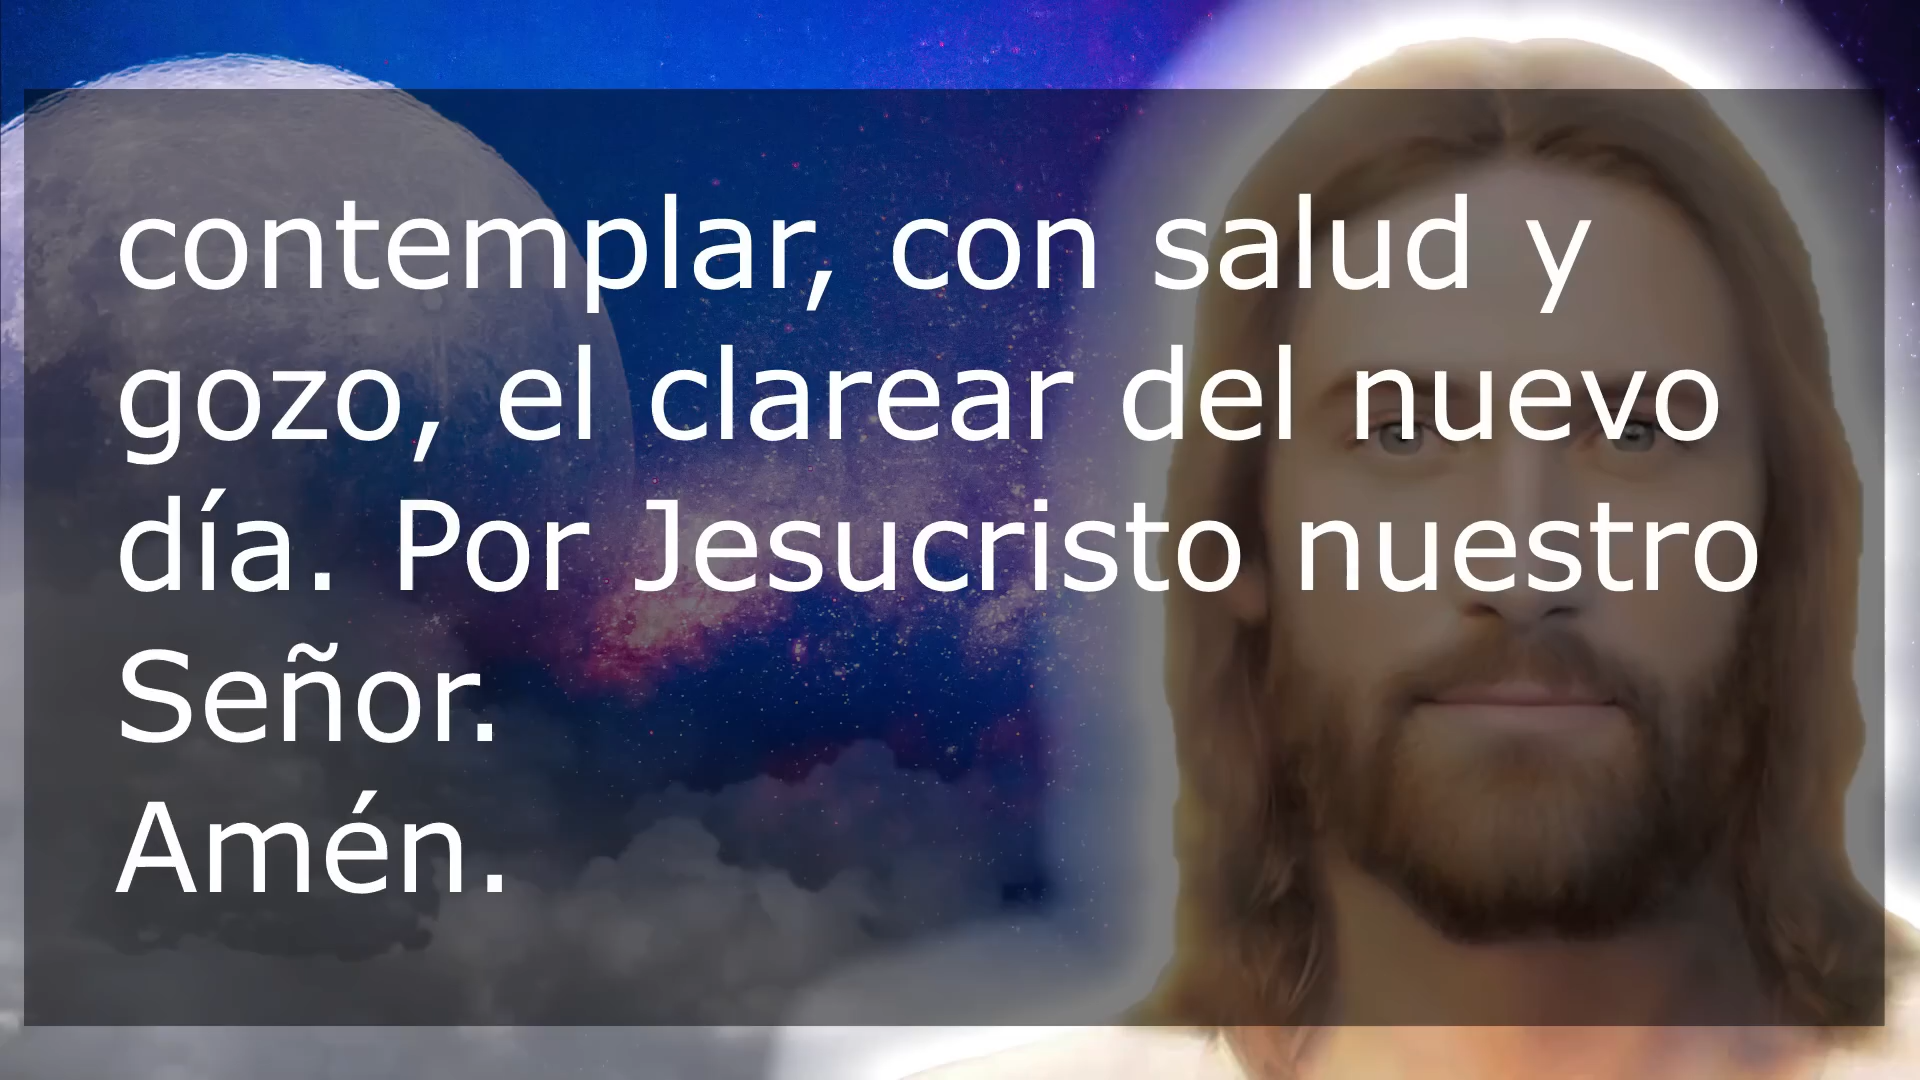 contemplar, con salud y
gozo, el clarear del nuevo
día. Por Jesucristo nuestro
Señor.
Amén.